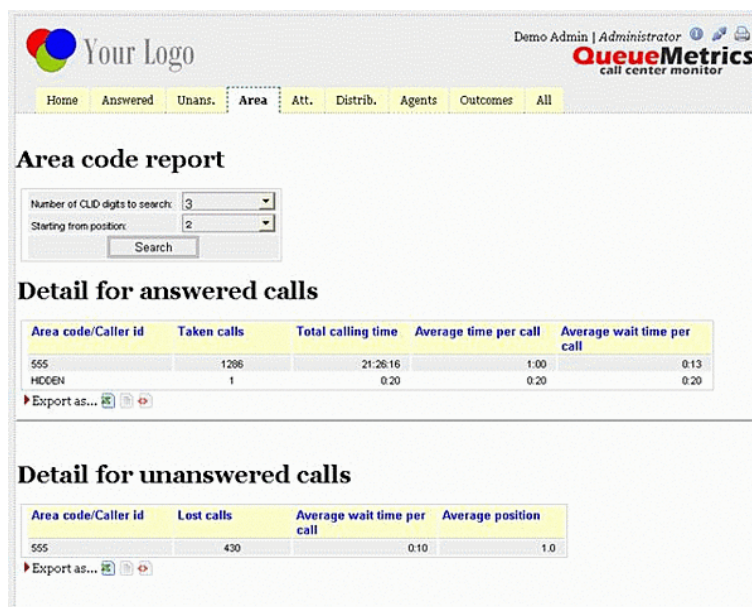 Your Logo
Demo Admin | Administrator
QueueMetrics
call center monitor
Home Answered Unans. Area Att. Distrib. Agents Outcomes All
Area code report
Number of CLID digits to search: 3
Starting from position: 2
Search
Detail for answered calls
Area code/Caller id Taken calls Total calling time Average time per call Average wait time per
call
555 1286 21:26:16 1:00 0:13
HIDDEN 1 0:20 0:20 0:20
Export as...
Detail for unanswered calls
Area code/Caller id Lost calls Average wait time per Average position
call
555 430 0:10 1.0
Export as...